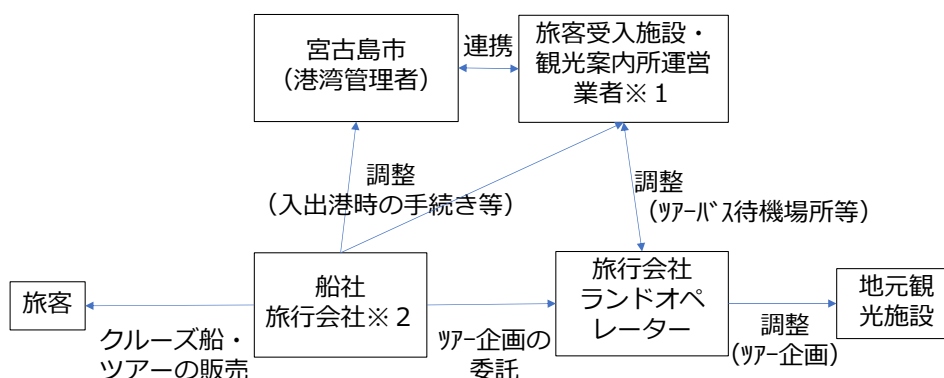 宮古島市
（港湾管理者）
連携
旅客受入施設・
観光案内所運営
業者※１
調整
（入出港時の手続き等）
調整
（ﾂｱｰﾊﾞｽ待機場所等）
旅客
船社
旅行会社※２
旅行会社
ランドオペ
レーター
地元観
光施設
クルーズ船・
ツアーの販売
ﾂｱｰ企画の
委託
調整
（ﾂｱｰ企画）